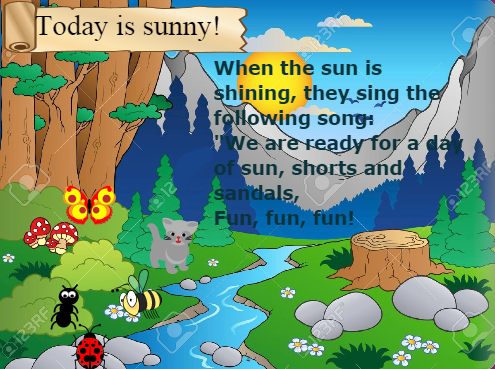 Today is sunny!
When the sun is
shining, they sing the
following song:
"We are ready for a day
of sun, shorts and
sandals,
Fun, fun, fun!